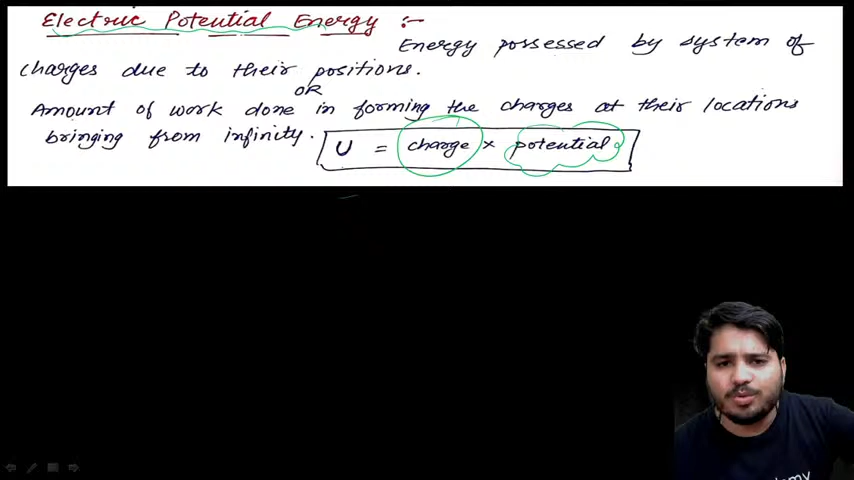 Electric Potential Energy :-
Energy possessed by system of
charges due to their positions.
OR
Amount of work done in forming the charges at their locations
bringing from infinity.
U = charge × potential